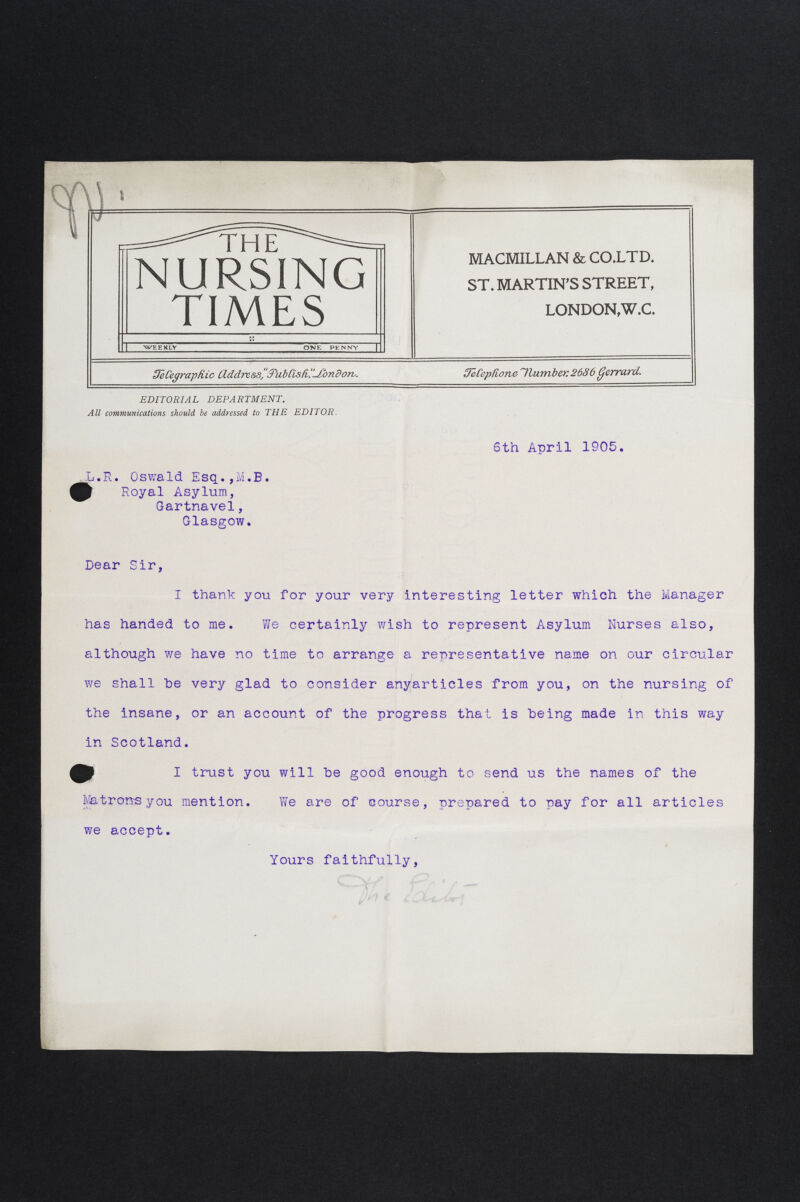 THE
NURSING
TIMES
WEEKLY ONE PENNY
MACMILLAN & CO.LTD.
ST. MARTIN'S STREET,
LONDON,W.C.
Telegraphic Address, "Publish," London.
Telephone Number: 2686 Gerrard.
EDITORIAL DEPARTMENT.
All communications should be addressed to THE EDITOR.
6th April 1905.
L.R. Oswald Esq.,M.B.
Royal Asylum,
Gartnavel,
Glasgow.
Dear Sir,
I thank you for your very interesting letter which the Manager
has handed to me. We certainly wish to represent Asylum Nurses also,
although we have no time to arrange a representative name on our circular
we shall be very glad to consider anyarticles from you, on the nursing of
the insane, or an account of the progress that is being made in this way
in Scotland.
I trust you will be good enough to send us the names of the
Matrons you mention. We are of course, prepared to pay for all articles
we accept.
Yours faithfully,
The Editor